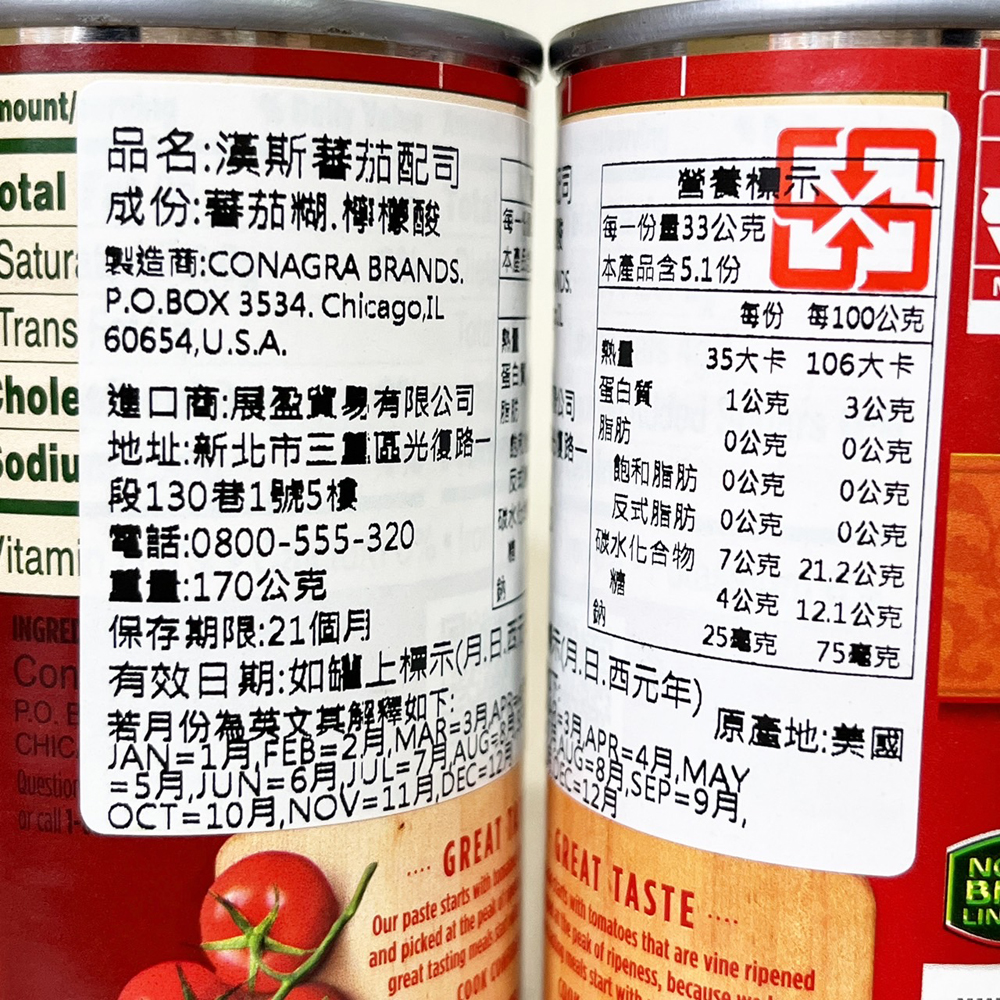 品名:漢斯蕃茄配司
成份:蕃茄糊.檸檬酸
製造商:CONAGRA BRANDS.
P.O.BOX 3534. Chicago,IL
60654,U.S.A.
進口商:展盈貿易有限公司
地址:新北市三重區光復路一
段130巷1號5樓
電話:0800-555-320
重量:170公克
保存期限:21個月
有效日期:如罐上標示(月.日.西元年)
若月份為英文其解釋如下:
JAN=1月,FEB=2月,MAR=3月,APR=4月,MAY
=5月,JUN=6月,JUL=7月,AUG=8月,SEP=9月,
OCT=10月,NOV=11月,DEC=12月
原產地:美國
營養標示
每一份量33公克
本產品含5.1份
每份 每100公克
熱量 35大卡 106大卡
蛋白質 1公克 3公克
脂肪 0公克 0公克
飽和脂肪 0公克 0公克
反式脂肪 0公克 0公克
碳水化合物 7公克 21.2公克
糖 4公克 12.1公克
鈉 25毫克 75毫克
mount/
otal
Satura
Trans
Chole
Sodiu
Vitamin
INGRED
Con
P.O. B
CHIC
Question
or call 1-
GREAT
Our paste starts with
and picked at the peak
great tasting meals
GREAT TASTE
with tomatoes that are vine ripened
peak of ripeness, because
meals start with